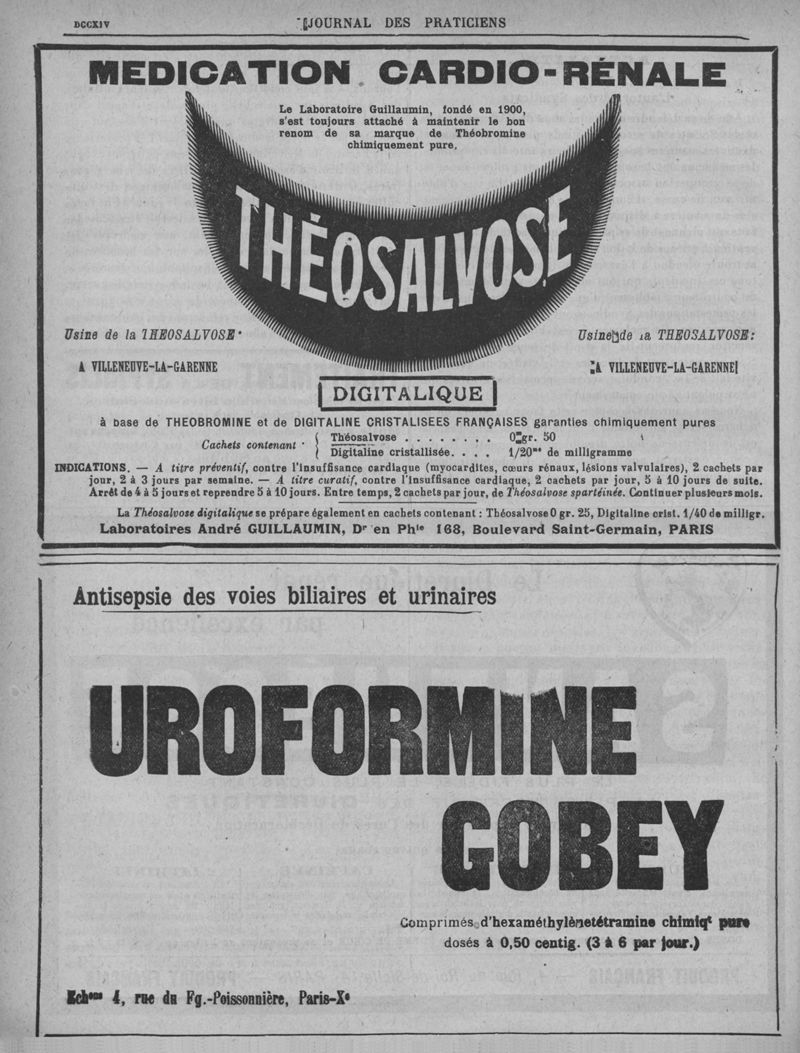 DCCXIV
JOURNAL DES PRATICIENS
MEDICATION CARDIO-RÉNALE
Le Laboratoire Guillaumin, fondé en 1900,
s'est toujours attaché à maintenir le bon
renom de sa marque de Théobromine
chimiquement pure.
THÉOSALVOSE
Usine de la THEOSALVOSE
A VILLENEUVE-LA-GARENNE
Usine de la THEOSALVOSE:
A VILLENEUVE-LA-GARENNE
DIGITALIQUE
à base de THEOBROMINE et de DIGITALINE CRISTALISEES FRANÇAISES garanties chimiquement pures
Cachets contenant
Théosalvose . . . . . . . . 0 gr. 50
Digitaline cristallisée. . . . 1/20me de milligramme
INDICATIONS. — A titre préventif, contre l'insuffisance cardiaque (myocardites, cœurs rénaux, lésions valvulaires), 2 cachets par
jour, 2 à 3 jours par semaine. — A titre curatif, contre l'insuffisance cardiaque, 2 cachets par jour, 5 à 10 jours de suite.
Arrêt de 4 à 5 jours et reprendre 5 à 10 jours. Entre temps, 2 cachets par jour, de Théosalvose spartéinée. Continuer plusieurs mois.
La Théosalvose digitalique se prépare également en cachets contenant : Théosalvose 0 gr. 25, Digitaline crist. 1/40 de milligr.
Laboratoires André GUILLAUMIN, Dr en Phie 168, Boulevard Saint-Germain, PARIS
Antisepsie des voies biliaires et urinaires
UROFORMINE
GOBEY
Comprimés d'hexaméthylènetétramine chimiqt pure
dosés à 0,50 centig. (3 à 6 par jour.)
Echons 4, rue du Fg.-Poissonnière, Paris-Xe